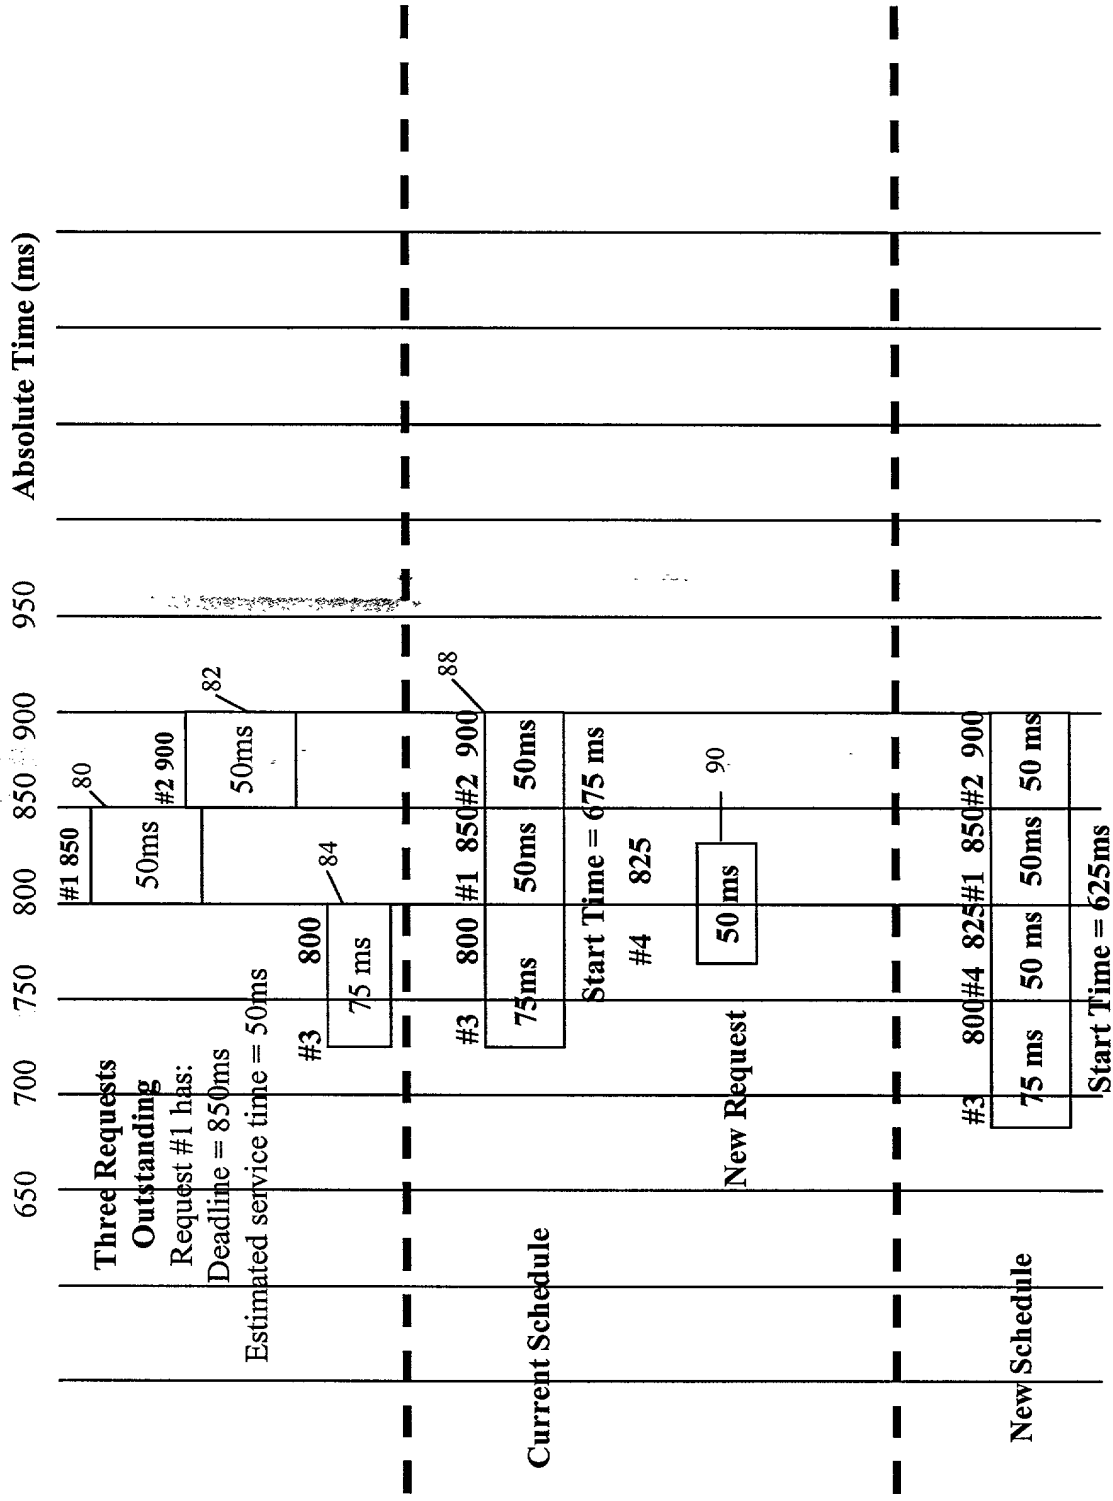 Absolute Time (ms)
650 700 750 800 850 900 950
Three Requests
Outstanding
Request #1 has:
Deadline = 850ms
Estimated service time = 50ms
#1 850
80
50ms
#2 900
82
50ms
#3 800
84
75 ms
Current Schedule
#3 800 #1 850 #2 900
88
75ms 50ms 50ms
Start Time = 675 ms
#4 825
New Request
50 ms
90
New Schedule
#3 800 #4 825 #1 850 #2 900
75 ms 50 ms 50ms 50 ms
Start Time = 625ms